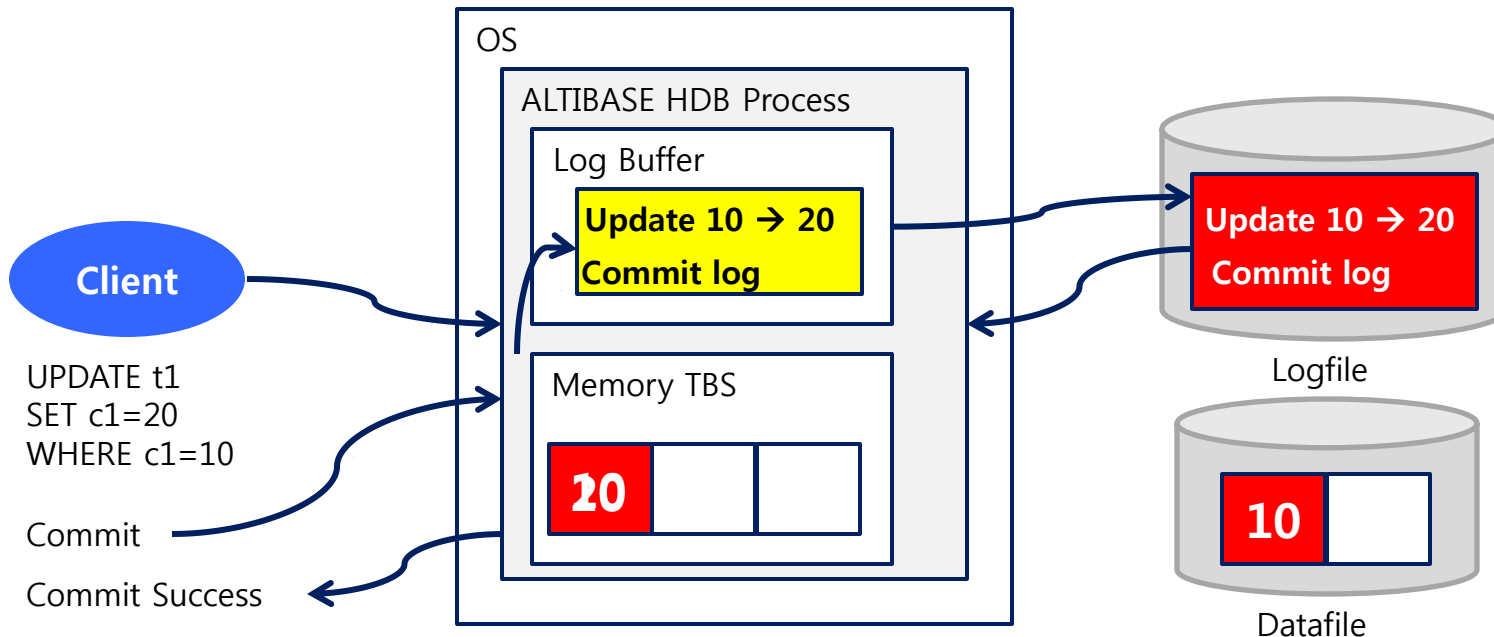 OS
ALTIBASE HDB Process
Log Buffer
Update 10 → 20
Commit log
Client
UPDATE t1
SET c1=20
WHERE c1=10
Commit
Commit Success
Memory TBS
Update 10 → 20
Commit log
Logfile
10
Datafile